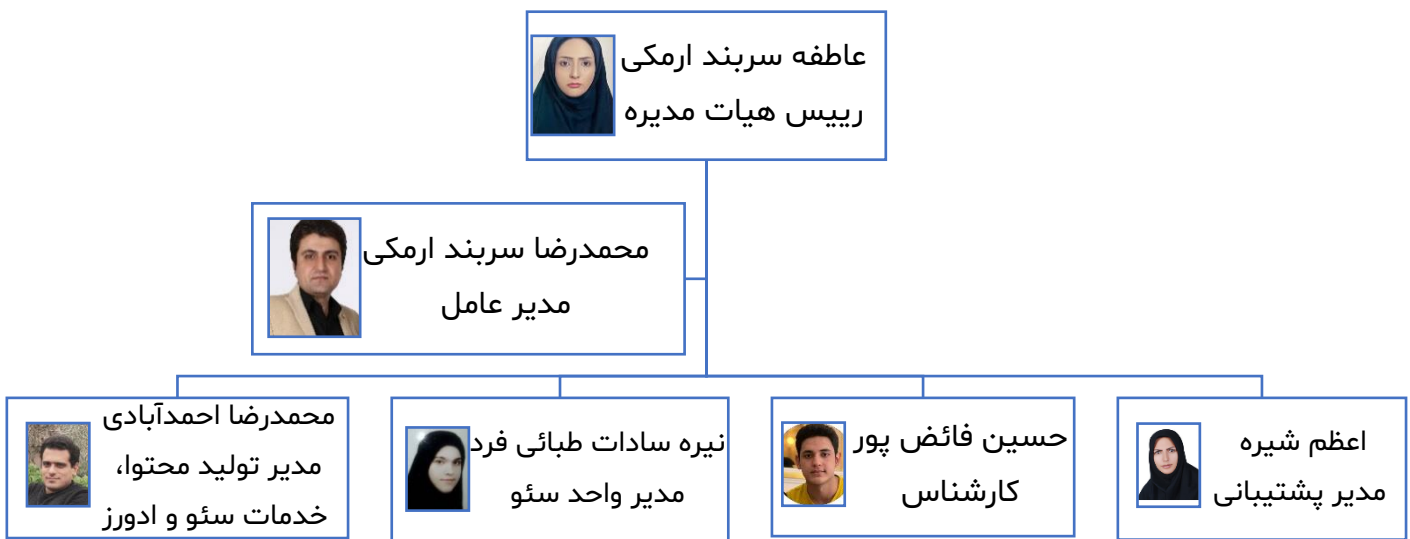 عاطفه سربند ارمکی
رییس هیات مدیره
محمدرضا سربند ارمکی
مدیر عامل
اعظم شیره
مدیر پشتیبانی
حسین فائض پور
کارشناس
نیره سادات طبائی فرد
مدیر واحد سئو
محمدرضا احمدآبادی
مدیر تولید محتوا،
خدمات سئو و ادورز